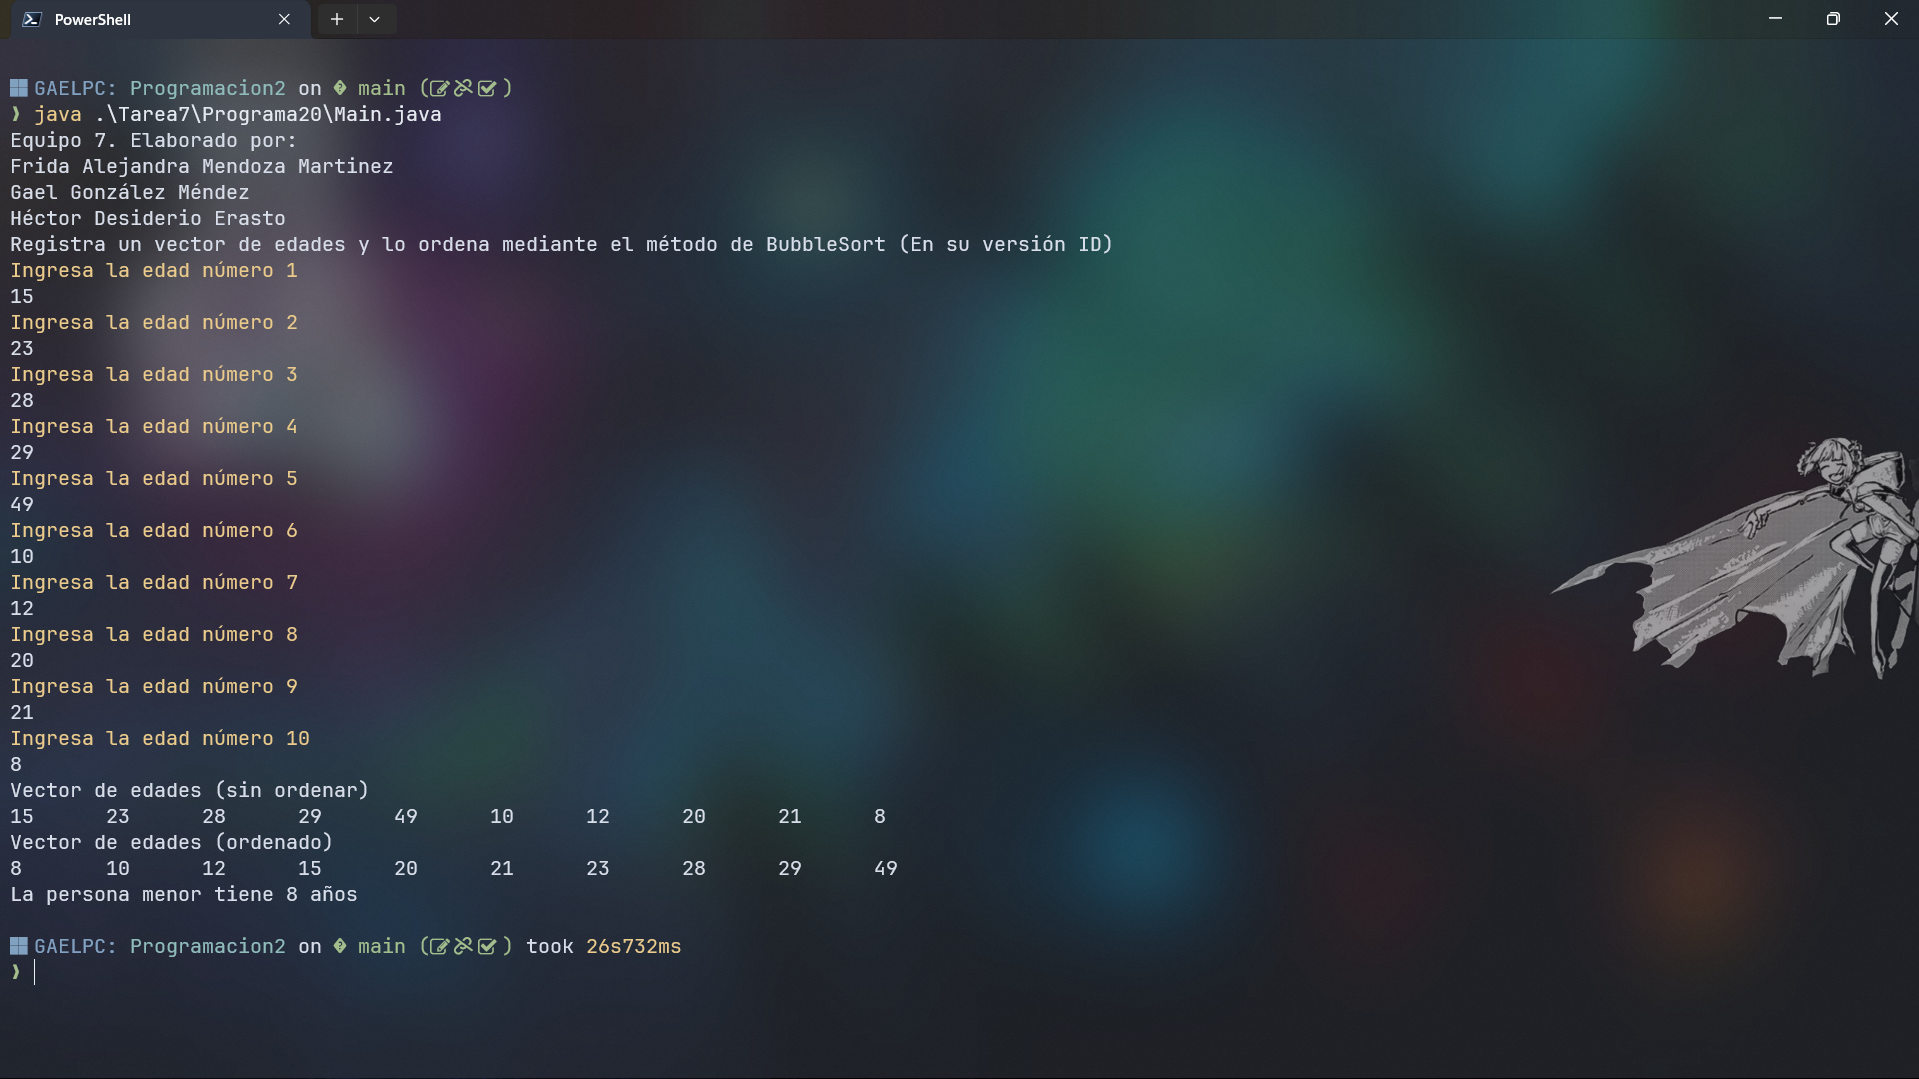 PowerShell
GAELPC: Programacion2 on main ( )
❯ java .\Tarea7\Programa20\Main.java
Equipo 7. Elaborado por:
Frida Alejandra Mendoza Martinez
Gael González Méndez
Héctor Desiderio Erasto
Registra un vector de edades y lo ordena mediante el método de BubbleSort (En su versión ID)
Ingresa la edad número 1
15
Ingresa la edad número 2
23
Ingresa la edad número 3
28
Ingresa la edad número 4
29
Ingresa la edad número 5
49
Ingresa la edad número 6
10
Ingresa la edad número 7
12
Ingresa la edad número 8
20
Ingresa la edad número 9
21
Ingresa la edad número 10
8
Vector de edades (sin ordenar)
15 23 28 29 49 10 12 20 21 8
Vector de edades (ordenado)
8 10 12 15 20 21 23 28 29 49
La persona menor tiene 8 años
GAELPC: Programacion2 on main ( ) took 26s732ms
❯